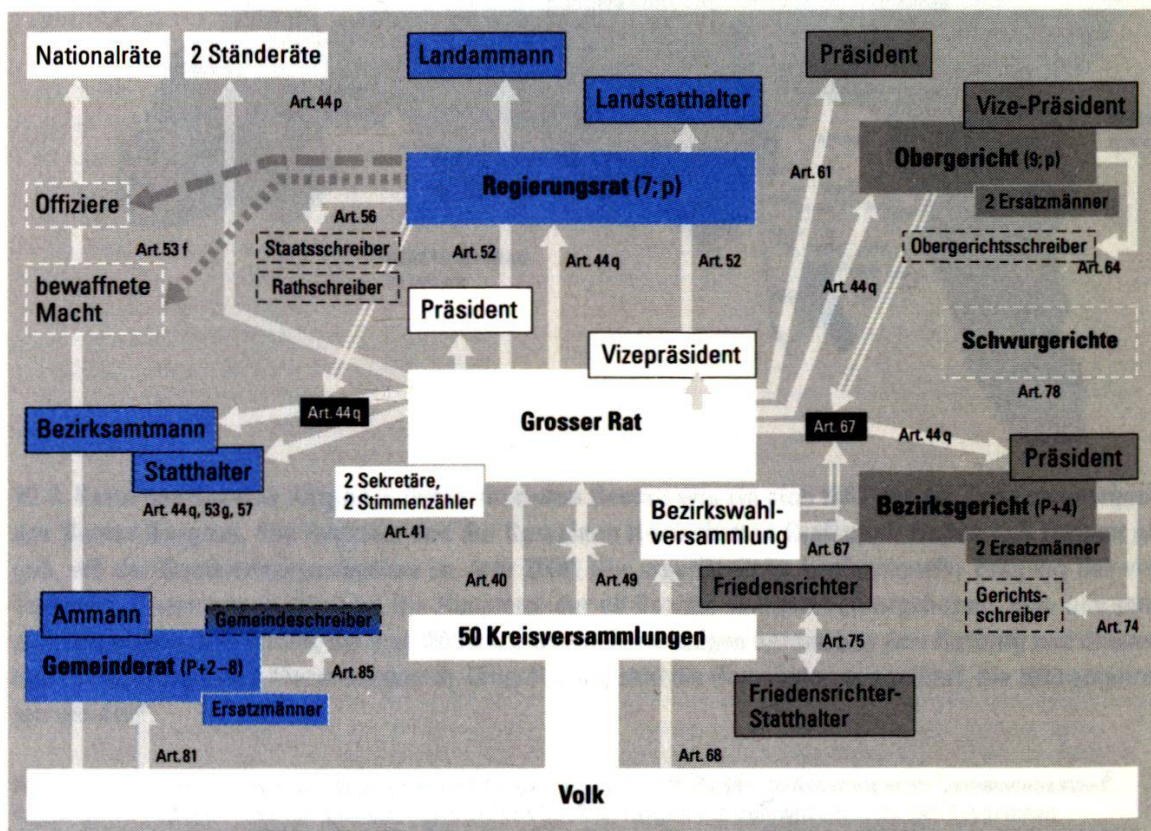 Nationalräte
2 Ständeräte
Landammann
Präsident
Art. 44 p
Landstatthalter
Vize-Präsident
Obergericht (9; p)
Regierungsrat (7; p)
Art. 61
Offiziere
2 Ersatzmänner
Art. 56
Art. 53 f
Staatsschreiber
Art. 52
Art. 44 q
Art. 52
Obergerichtsschreiber
Art. 64
Rathschreiber
Art. 44 q
bewaffnete
Macht
Präsident
Schwurgerichte
Vizepräsident
Art. 78
Art. 44 q
Grosser Rat
Art. 67
Art. 44 q
Bezirksamtmann
Präsident
Statthalter
2 Sekretäre,
2 Stimmenzähler
Art. 44 q, 53 g, 57
Bezirksgericht (P+4)
Art. 41
Bezirkswahl-
versammlung
Art. 67
2 Ersatzmänner
Art. 40
Art. 49
Friedensrichter
Gerichts-
schreiber
Art. 74
Ammann
Gemeindeschreiber
50 Kreisversammlungen
Art. 75
Gemeinderat (P+2–8)
Art. 85
Ersatzmänner
Friedensrichter-
Statthalter
Art. 81
Art. 68
Volk